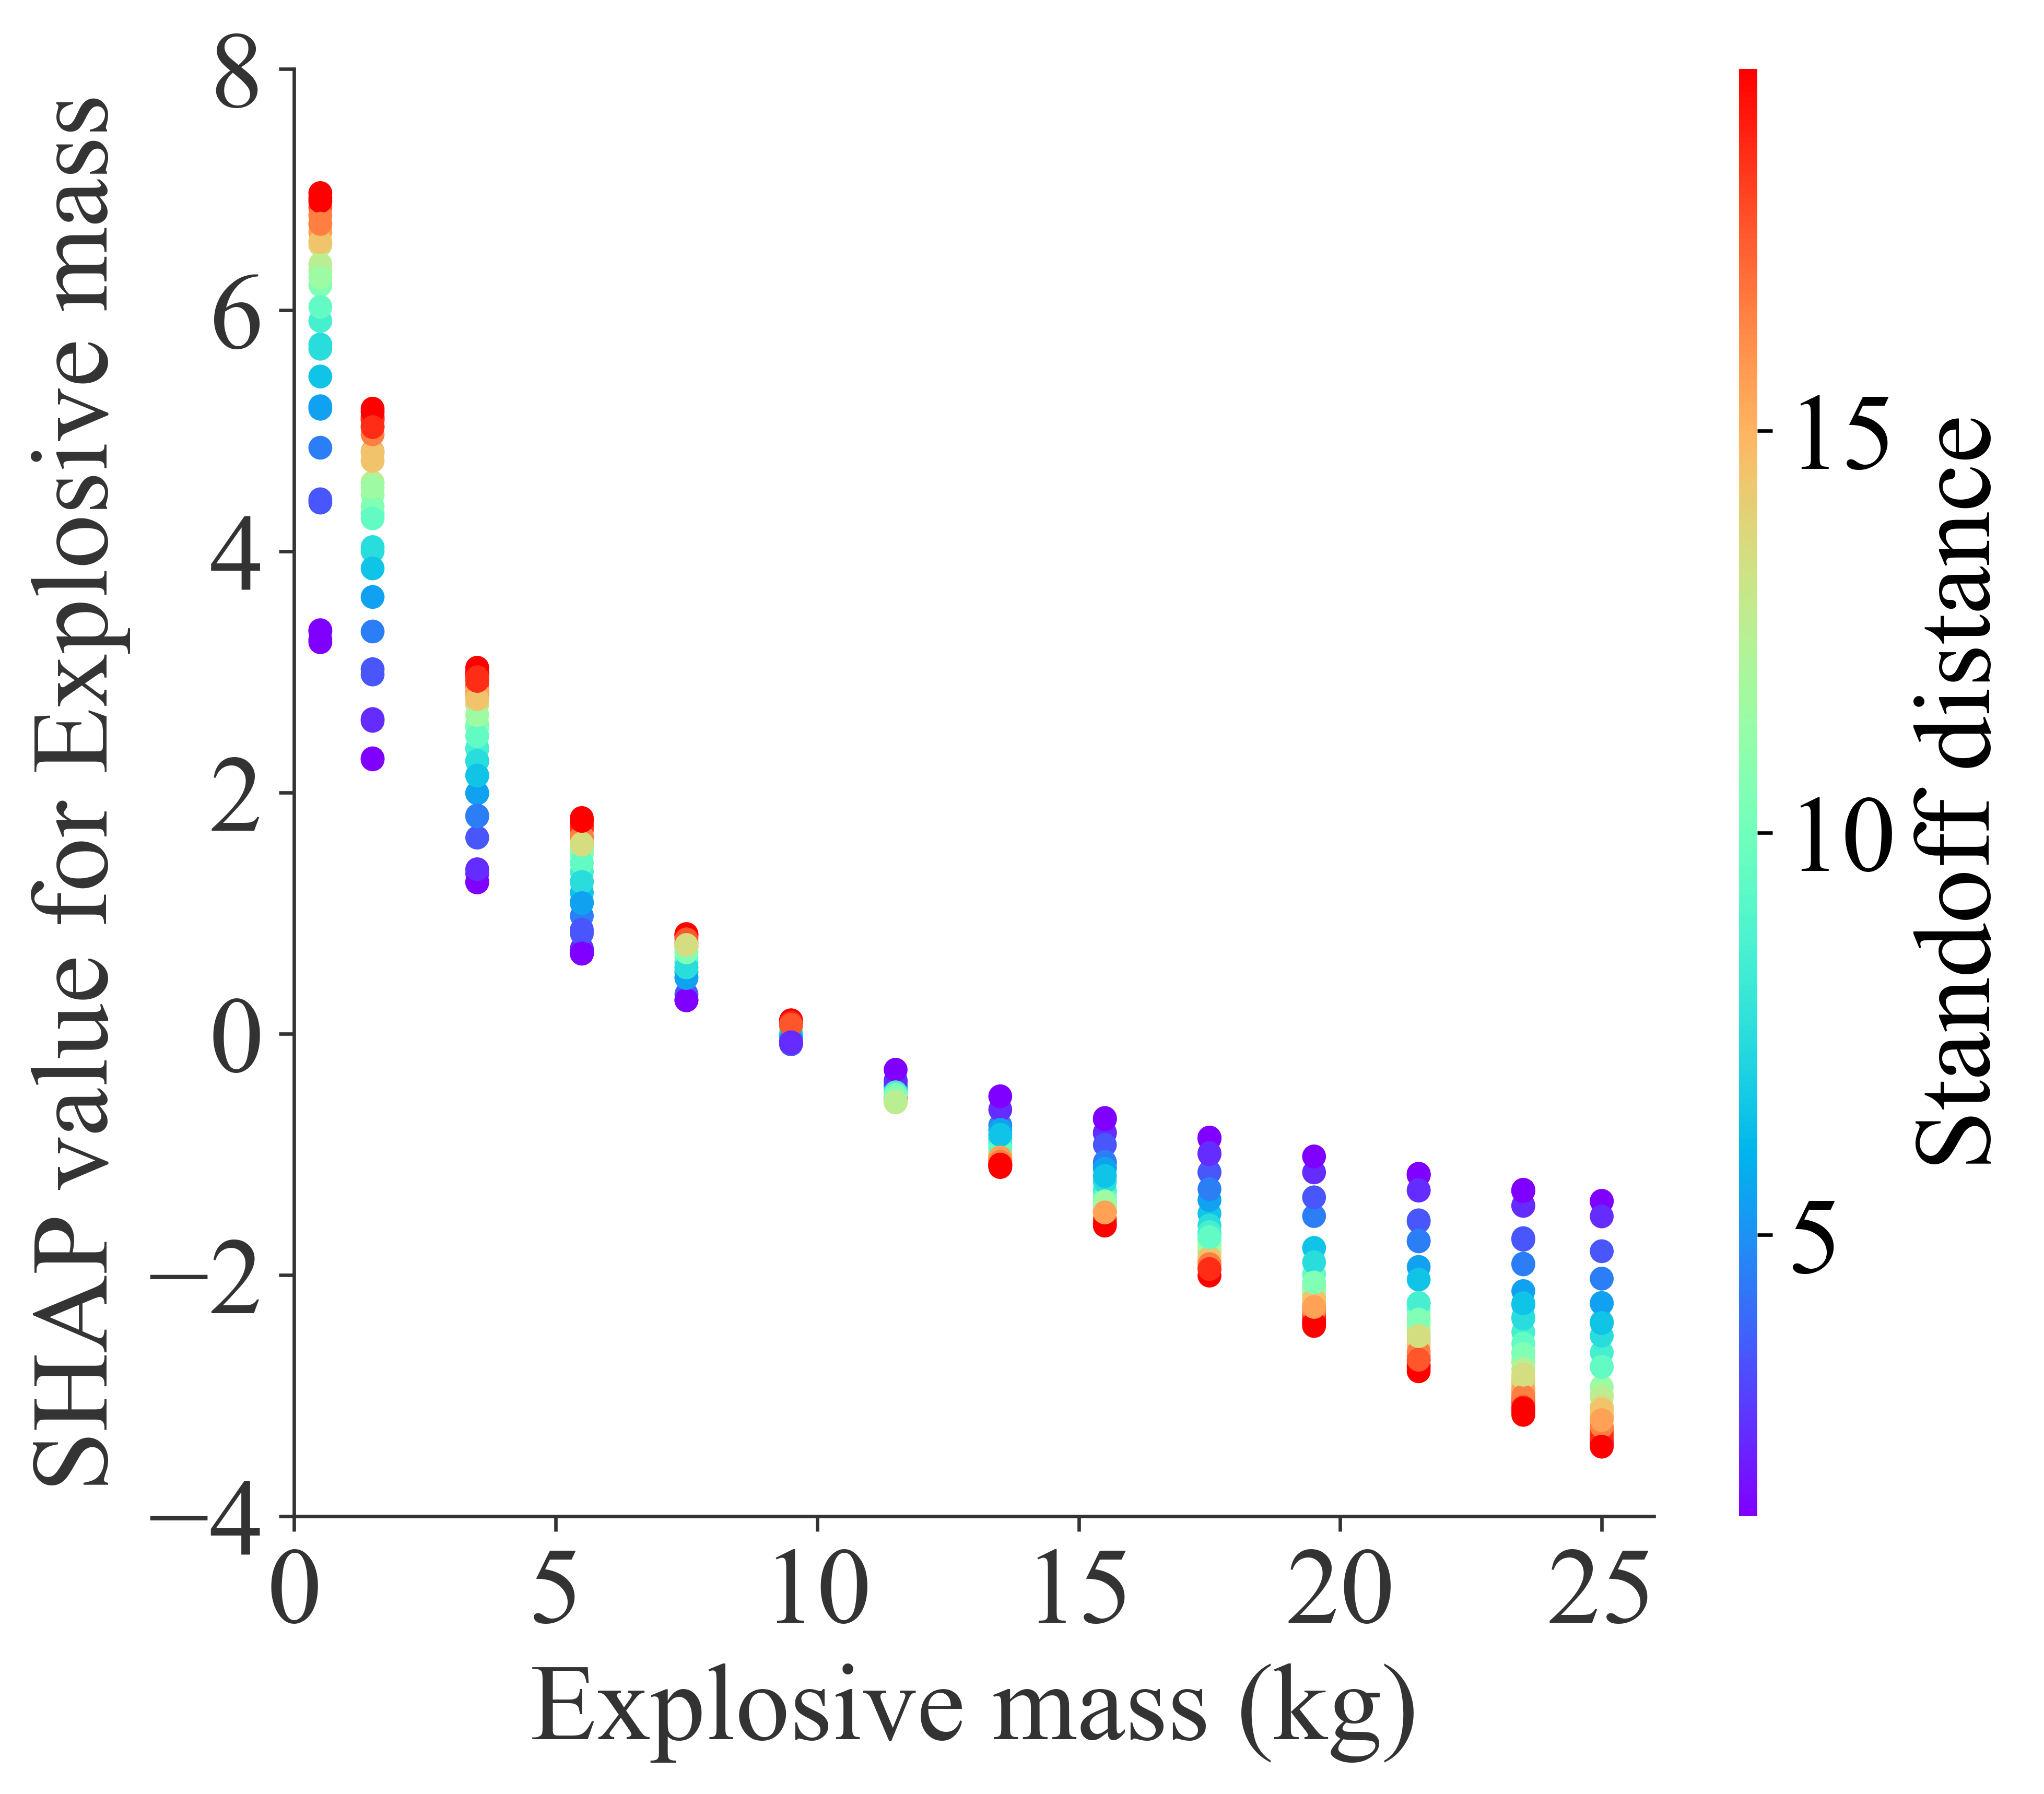 SHAP value for Explosive mass
8
6
4
2
0
−2
−4
0 5 10 15 20 25
Explosive mass (kg)
15
10
5
Standoff distance